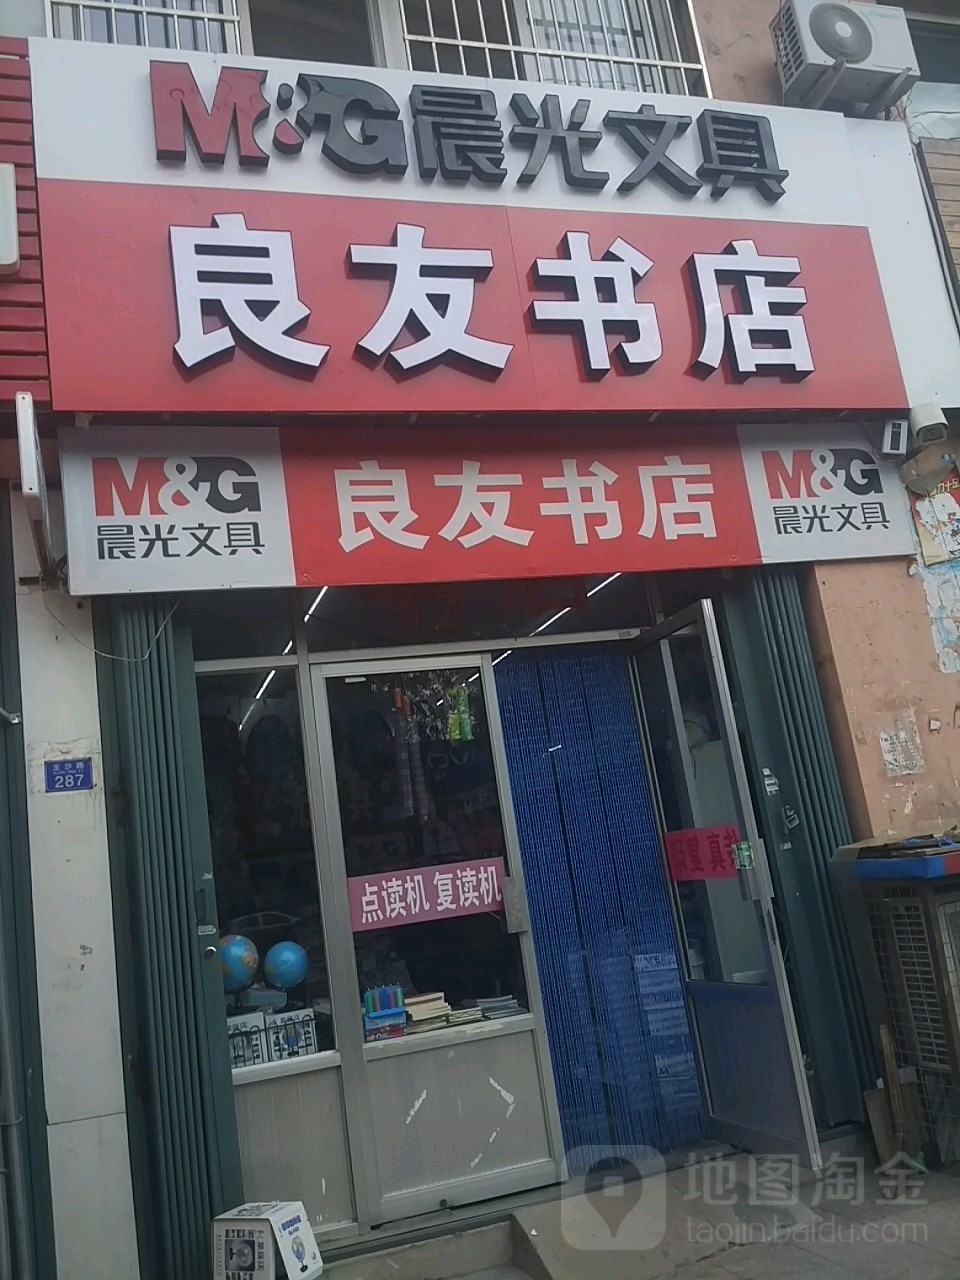 M&G晨光文具
良友书店
M&G
晨光文具
良友书店
M&G
晨光文具
287
点读机 复读机
地图淘金
taojin.baidu.com